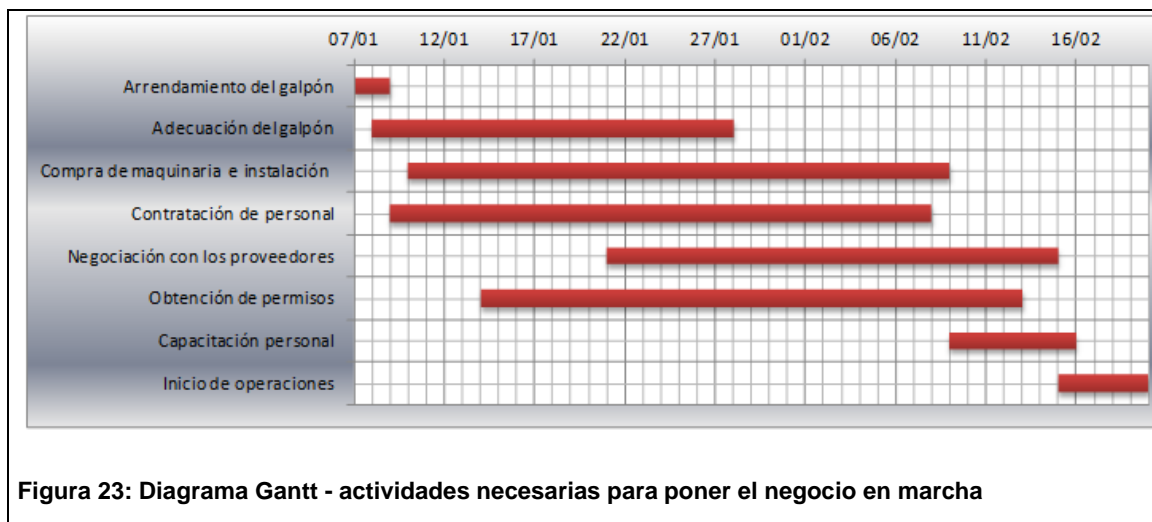 07/01 12/01 17/01 22/01 27/01 01/02 06/02 11/02 16/02
Arrendamiento del galpón
Adecuación del galpón
Compra de maquinaria e instalación
Contratación de personal
Negociación con los proveedores
Obtención de permisos
Capacitación personal
Inicio de operaciones
Figura 23: Diagrama Gantt - actividades necesarias para poner el negocio en marcha